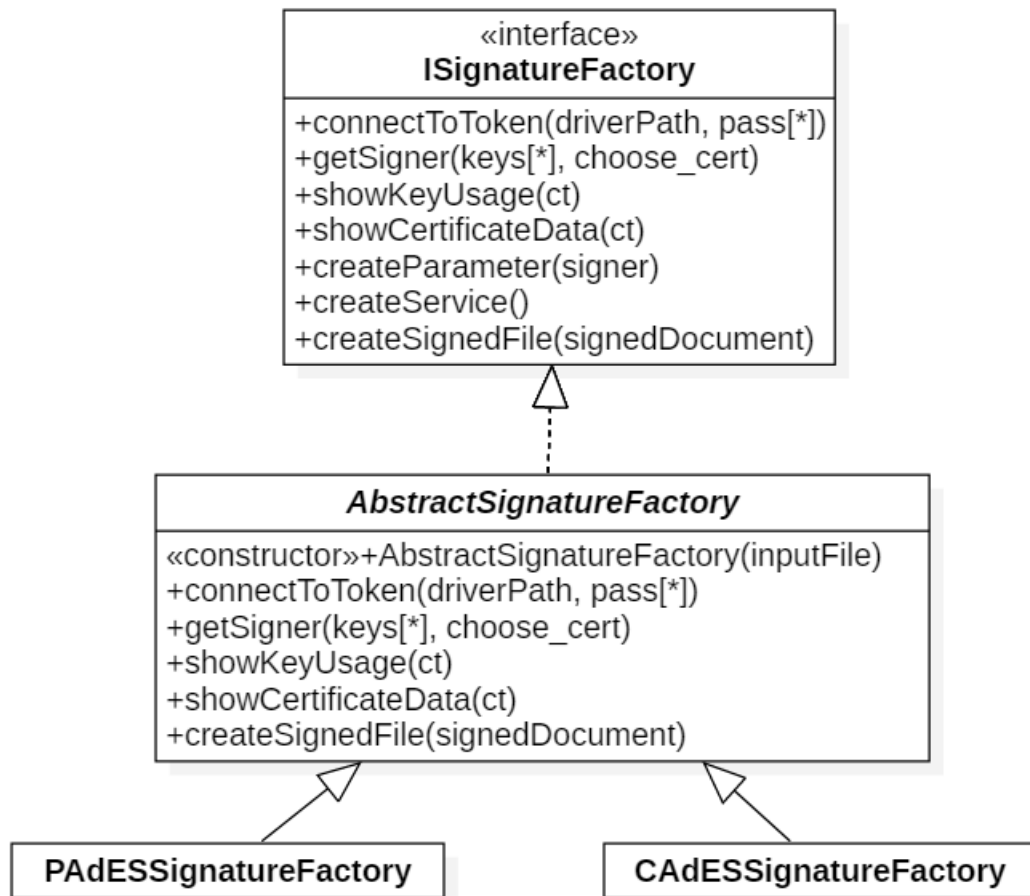 «interface»
ISignatureFactory
+connectToToken(driverPath, pass[*])
+getSigner(keys[*], choose_cert)
+showKeyUsage(ct)
+showCertificateData(ct)
+createParameter(signer)
+createService()
+createSignedFile(signedDocument)
AbstractSignatureFactory
«constructor»+AbstractSignatureFactory(inputFile)
+connectToToken(driverPath, pass[*])
+getSigner(keys[*], choose_cert)
+showKeyUsage(ct)
+showCertificateData(ct)
+createSignedFile(signedDocument)
PAdESSignatureFactory
CAdESSignatureFactory